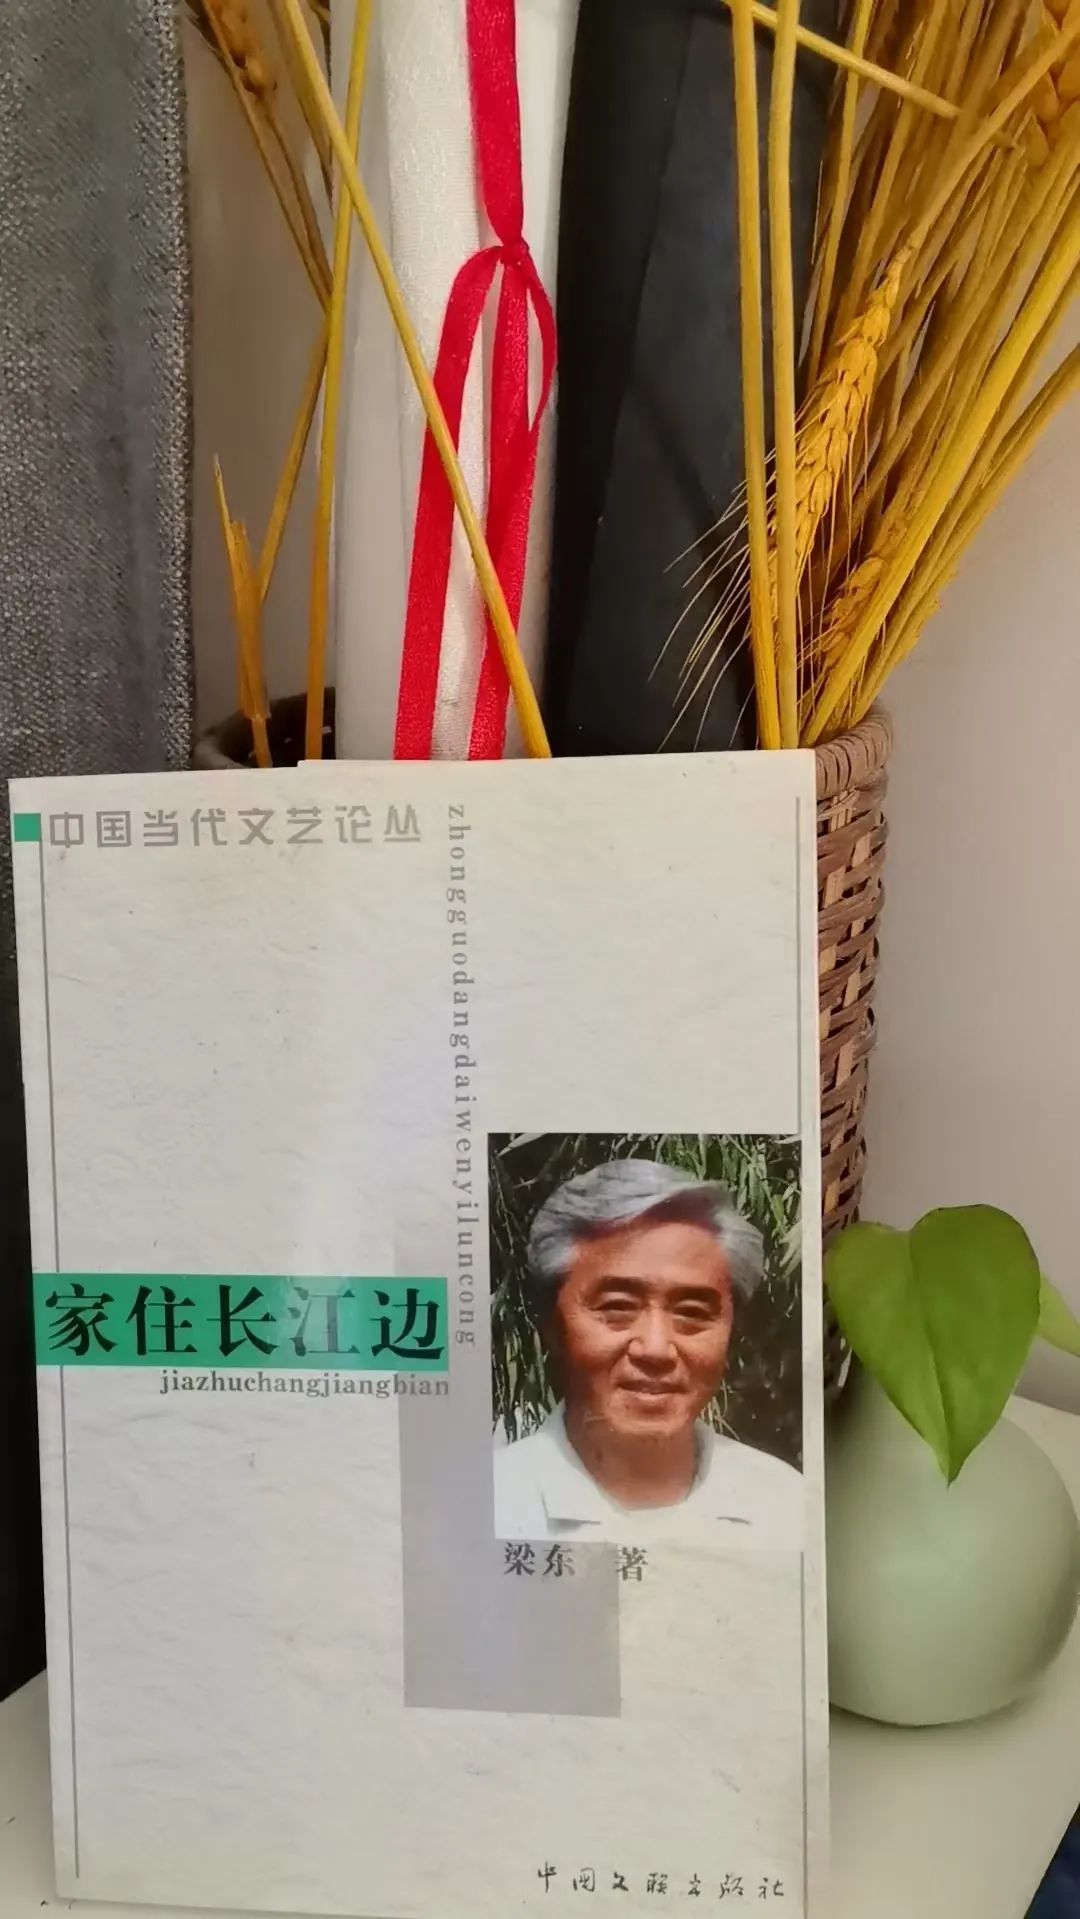 中国当代文艺论丛
zhongguodangdaiwenyiluncong
家住长江边
jiazhuchangjiangbian
梁东 著
中国文联出版社